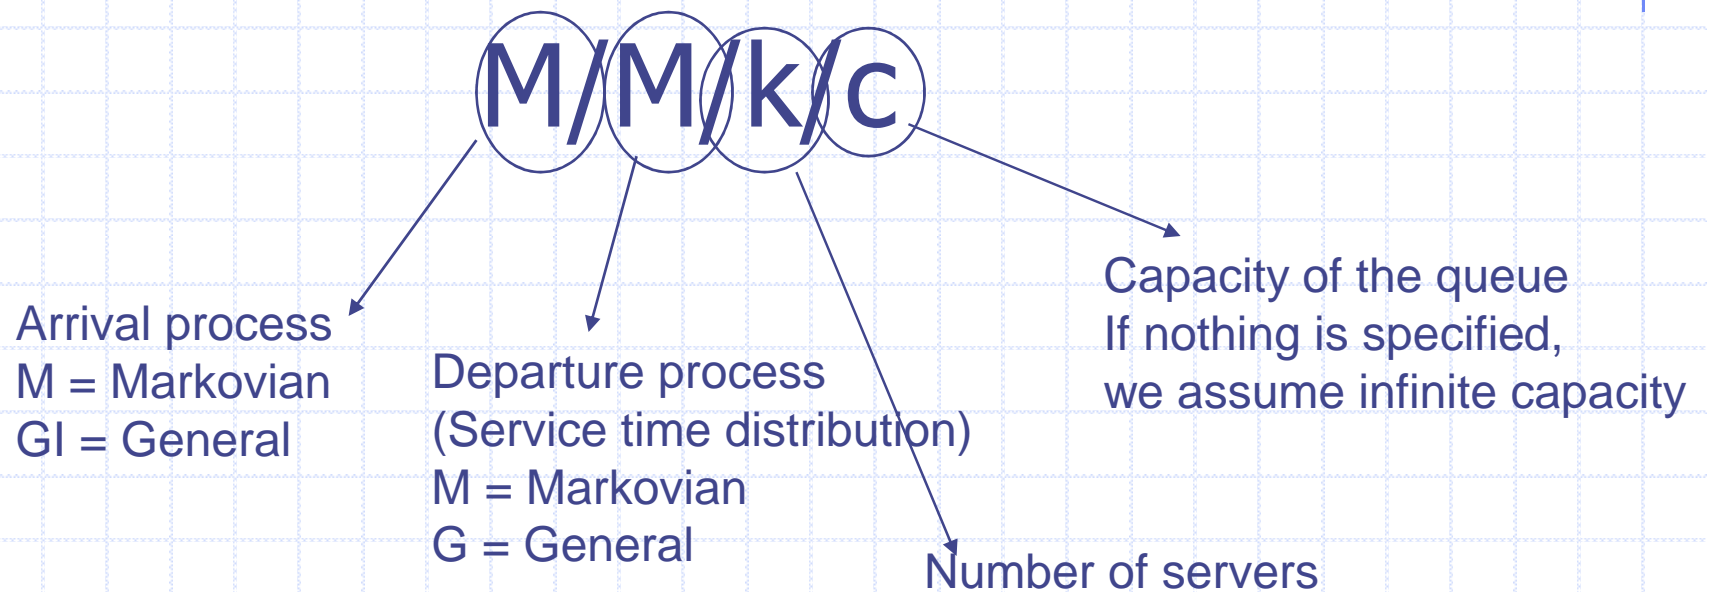 M/M/k/c
Arrival process
M = Markovian
GI = General
Departure process
(Service time distribution)
M = Markovian
G = General
Number of servers
Capacity of the queue
If nothing is specified,
we assume infinite capacity